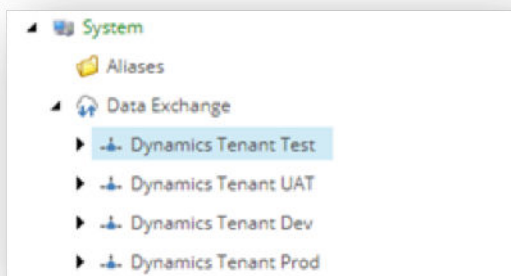 System
Aliases
Data Exchange
Dynamics Tenant Test
Dynamics Tenant UAT
Dynamics Tenant Dev
Dynamics Tenant Prod